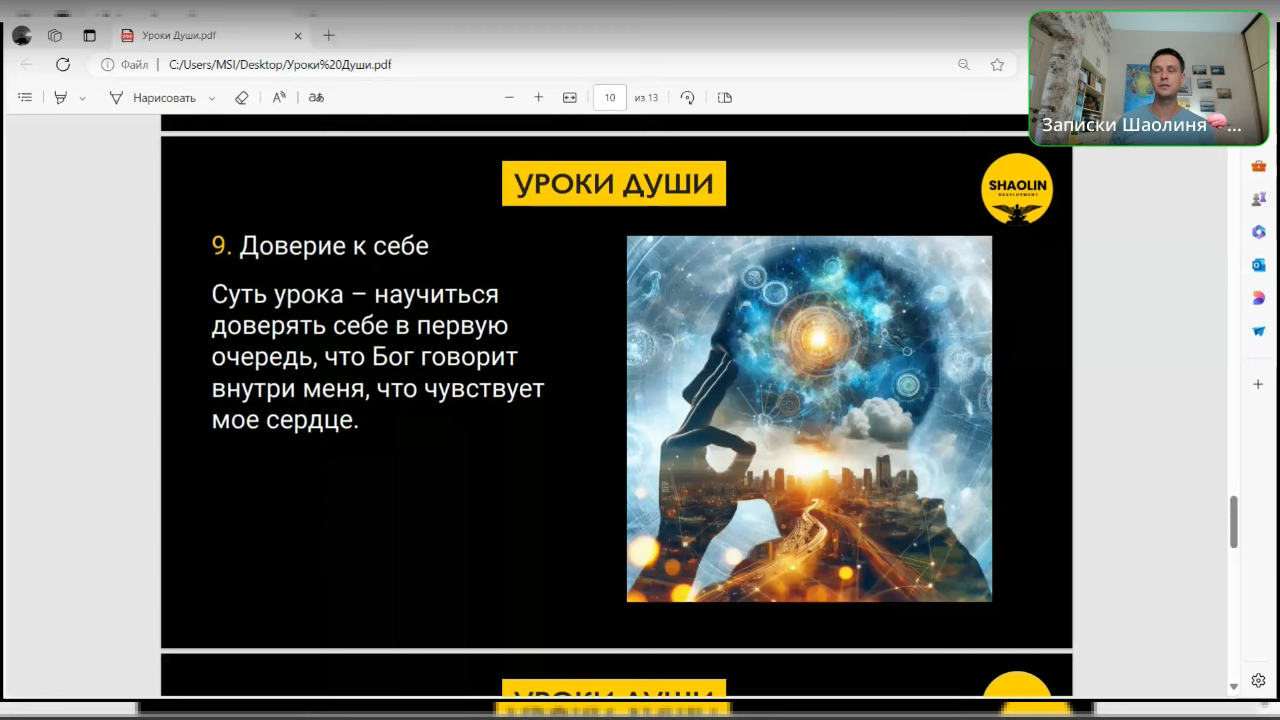 Уроки Души.pdf
Файл
C:/Users/MSI/Desktop/Уроки%20Души.pdf
Нарисовать
10 из 13
Записки Шаолиня 🧠 ...
УРОКИ ДУШИ
SHAOLIN
DEVELOPMENT
9. Доверие к себе
Суть урока – научиться
доверять себе в первую
очередь, что Бог говорит
внутри меня, что чувствует
мое сердце.
УРОКИ ДУШИ